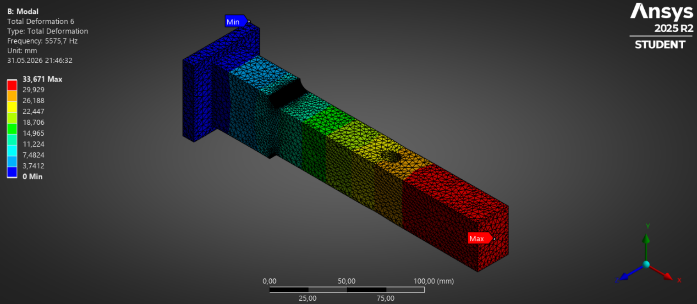 B: Modal
Total Deformation 6
Type: Total Deformation
Frequency: 5575,7 Hz
Unit: mm
31.05.2026 21:46:32
33,671 Max
29,929
26,188
22,447
18,706
14,965
11,224
7,4824
3,7412
0 Min
Min
Ansys
2025 R2
STUDENT
Max
0,00 50,00 100,00 (mm)
25,00 75,00
Y
X
Z